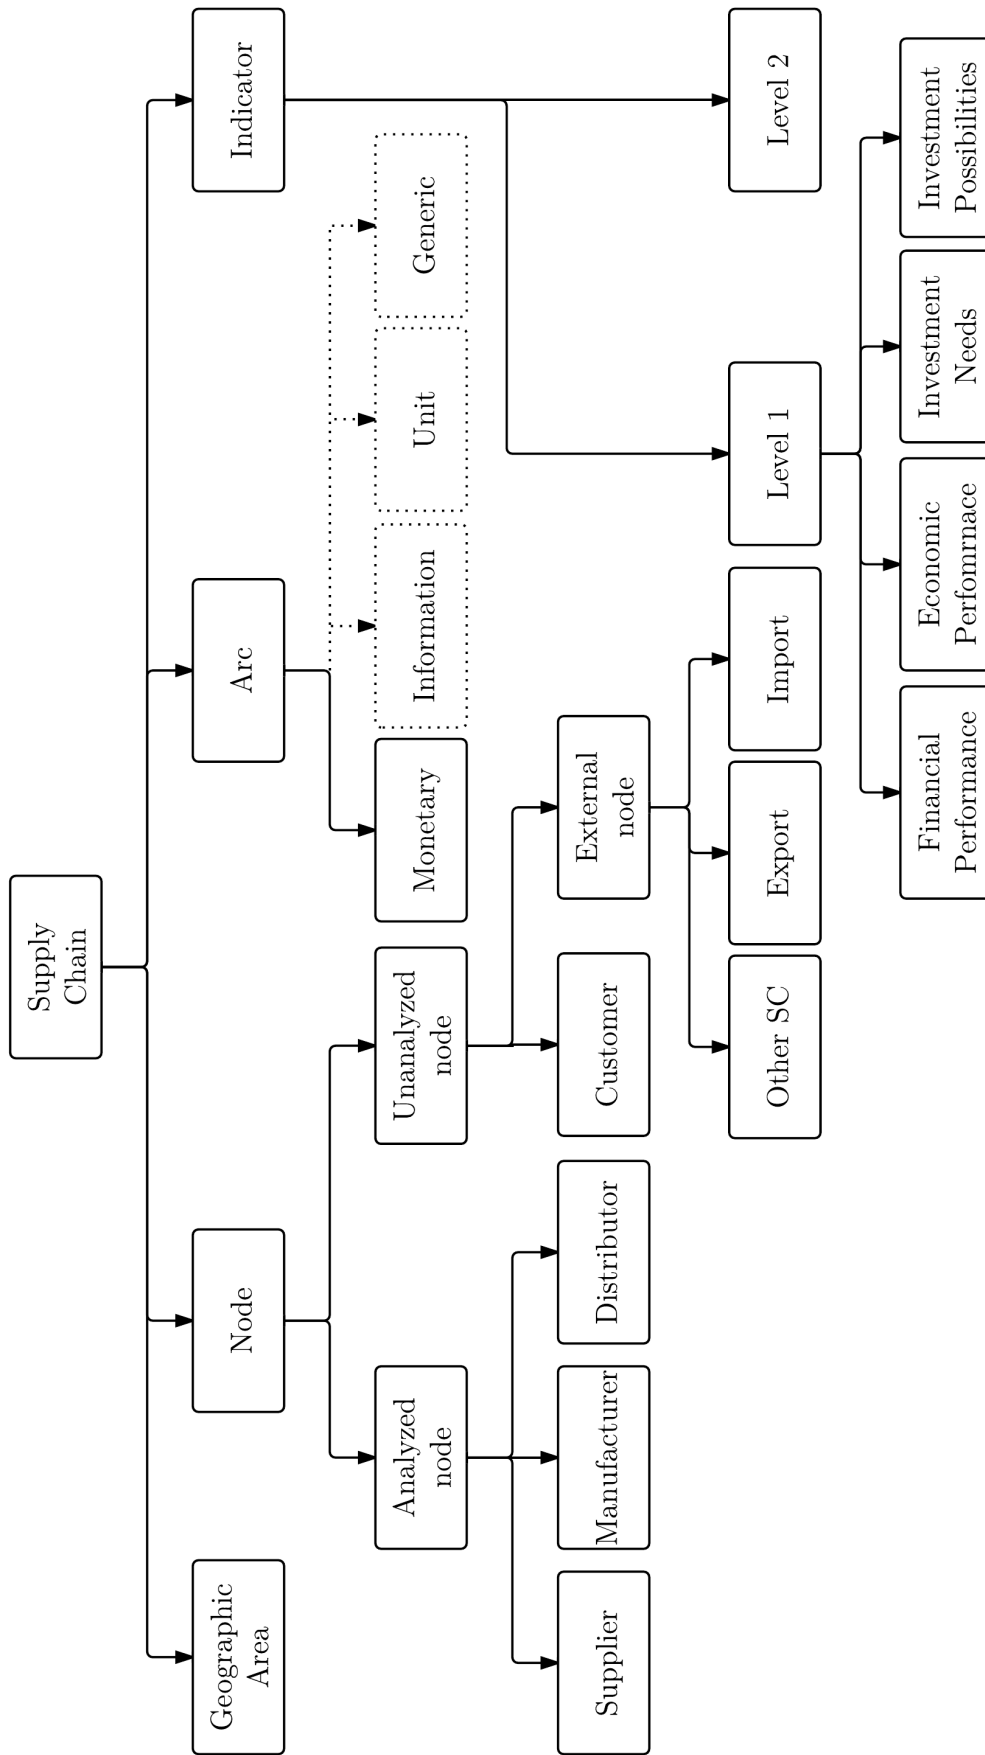 Supply
Chain
Geographic
Area
Node
Arc
Indicator
Analyzed
node
Unanalyzed
node
Monetary
Information
Unit
Generic
Supplier
Manufacturer
Distributor
Customer
External
node
Other SC
Export
Import
Level 1
Level 2
Financial
Performance
Economic
Perfomrnace
Investment
Needs
Investment
Possibilities